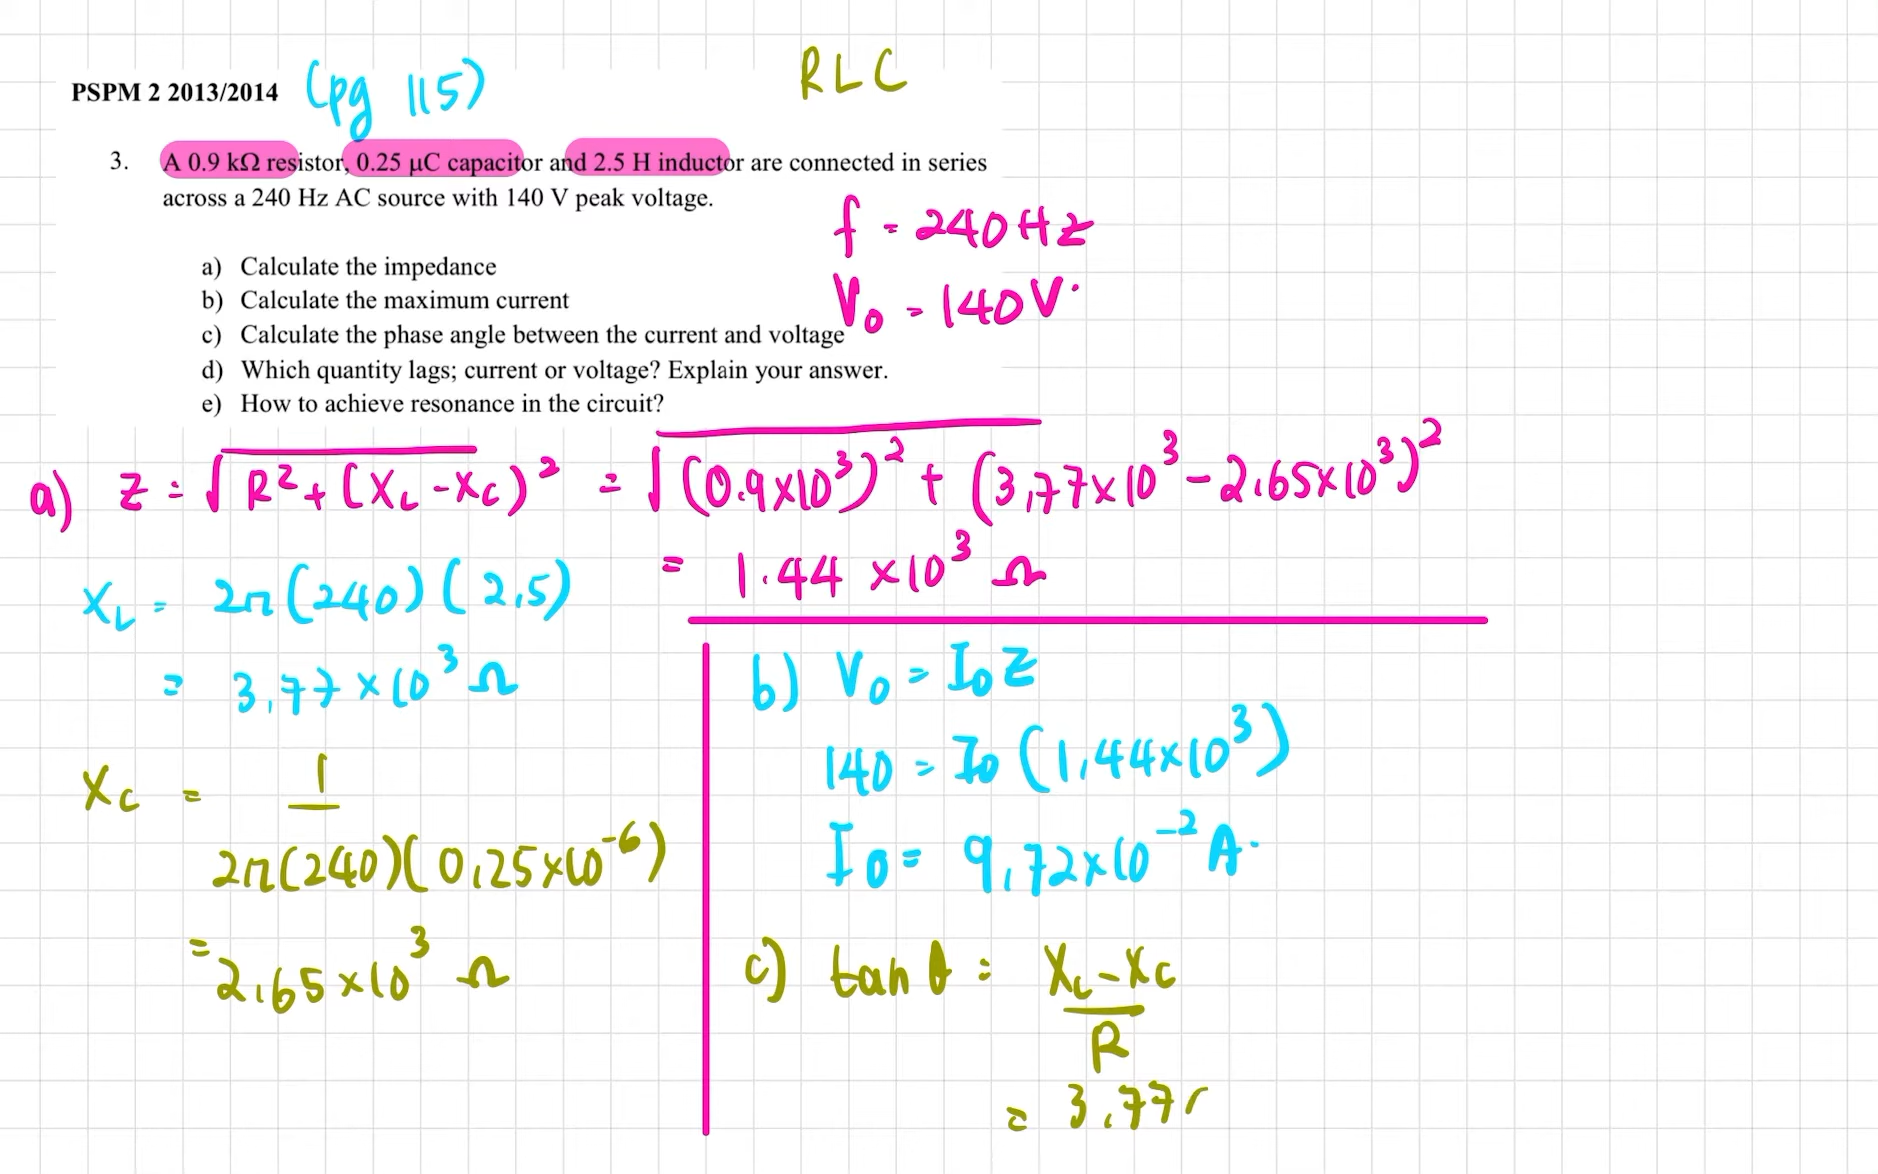 PSPM 2 2013/2014 (pg 115)
RLC
3. A 0.9 kΩ resistor, 0.25 μC capacitor and 2.5 H inductor are connected in series
across a 240 Hz AC source with 140 V peak voltage.
f = 240 Hz
V₀ = 140V.
a) Calculate the impedance
b) Calculate the maximum current
c) Calculate the phase angle between the current and voltage
d) Which quantity lags; current or voltage? Explain your answer.
e) How to achieve resonance in the circuit?
a) Z = √R² + (X_L - X_C)² = √(0.9×10³)² + (3.77×10³ - 2.65×10³)²
= 1.44 × 10³ Ω
X_L = 2π(240)(2.5)
= 3.77 × 10³ Ω
X_C = 1
2π(240)(0.25×10⁻⁶)
= 2.65 × 10³ Ω
b) V₀ = I₀Z
140 = I₀ (1.44×10³)
I₀ = 9.72×10⁻² A.
c) tan θ = X_L - X_C
R
= 3.77